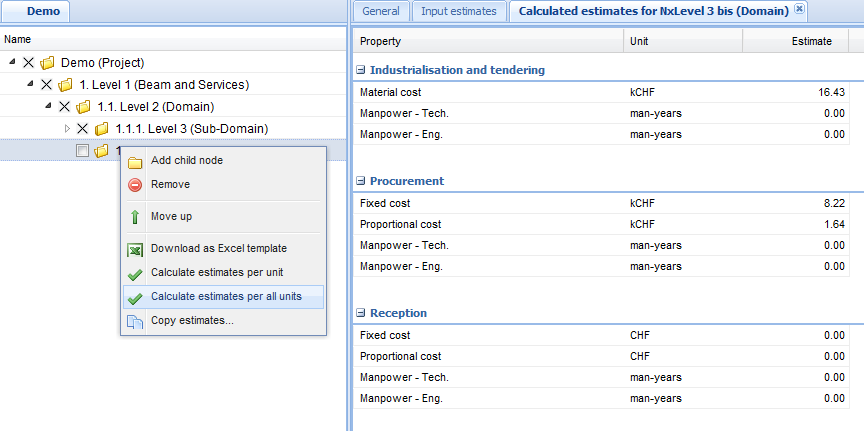 Demo
Name
Demo (Project)
1. Level 1 (Beam and Services)
1.1. Level 2 (Domain)
1.1.1. Level 3 (Sub-Domain)
1
Add child node
Remove
Move up
Download as Excel template
Calculate estimates per unit
Calculate estimates per all units
Copy estimates...
General Input estimates Calculated estimates for NxLevel 3 bis (Domain)
Property Unit Estimate
Industrialisation and tendering
Material cost kCHF 16.43
Manpower - Tech. man-years 0.00
Manpower - Eng. man-years 0.00
Procurement
Fixed cost kCHF 8.22
Proportional cost kCHF 1.64
Manpower - Tech. man-years 0.00
Manpower - Eng. man-years 0.00
Reception
Fixed cost CHF 0.00
Proportional cost CHF 0.00
Manpower - Tech. man-years 0.00
Manpower - Eng. man-years 0.00